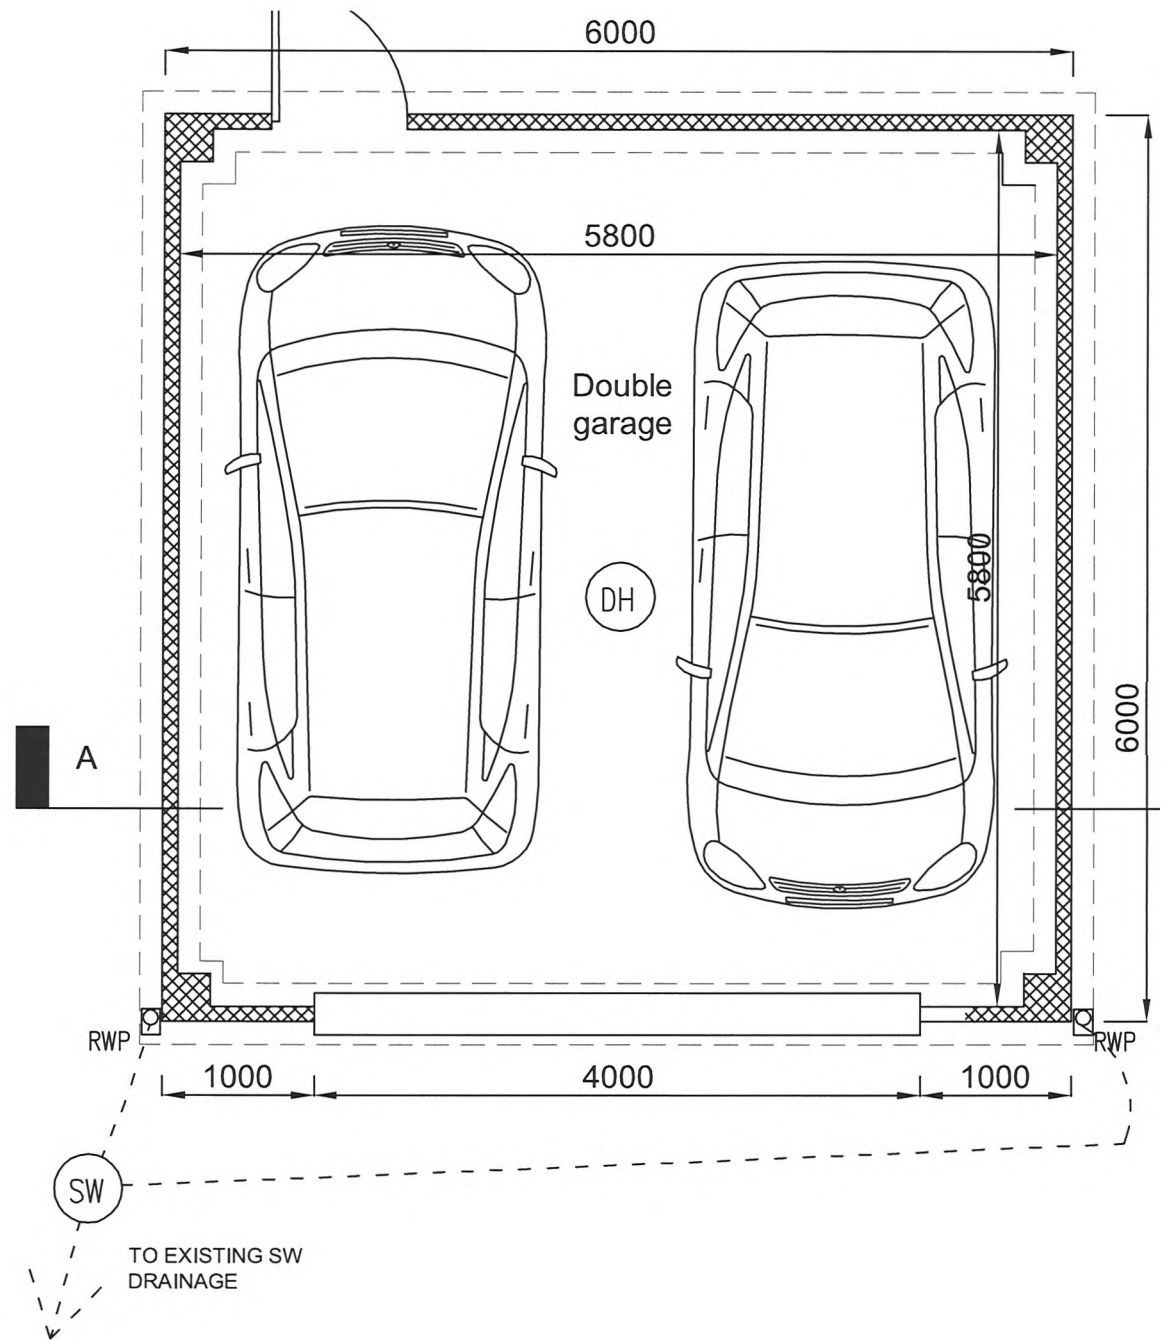 6000
5800
Double
garage
5800
DH
6000
A
RWP
RWP
1000
4000
1000
SW
TO EXISTING SW
DRAINAGE